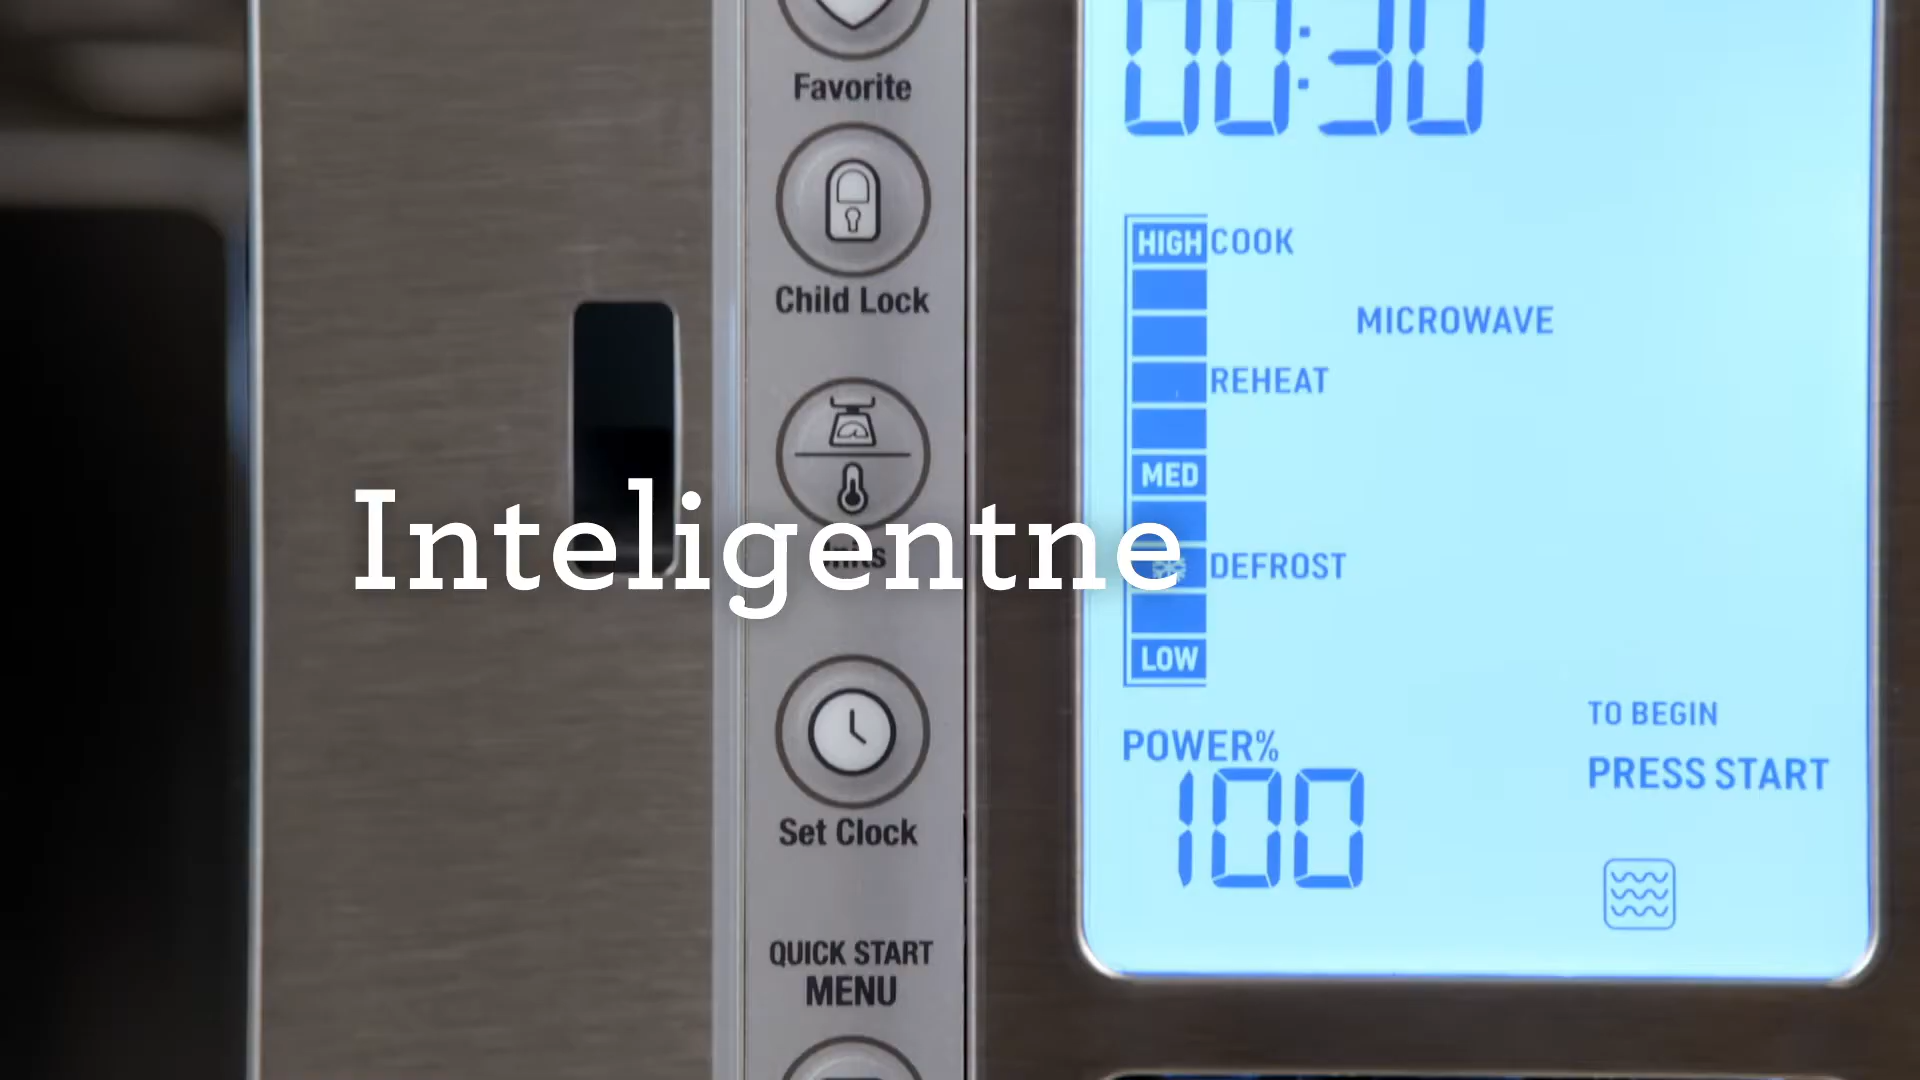 Favorite
Child Lock
Units
Set Clock
QUICK START
MENU
00:30
HIGH COOK
MICROWAVE
REHEAT
MED
DEFROST
LOW
POWER%
100
TO BEGIN
PRESS START
Inteligentne